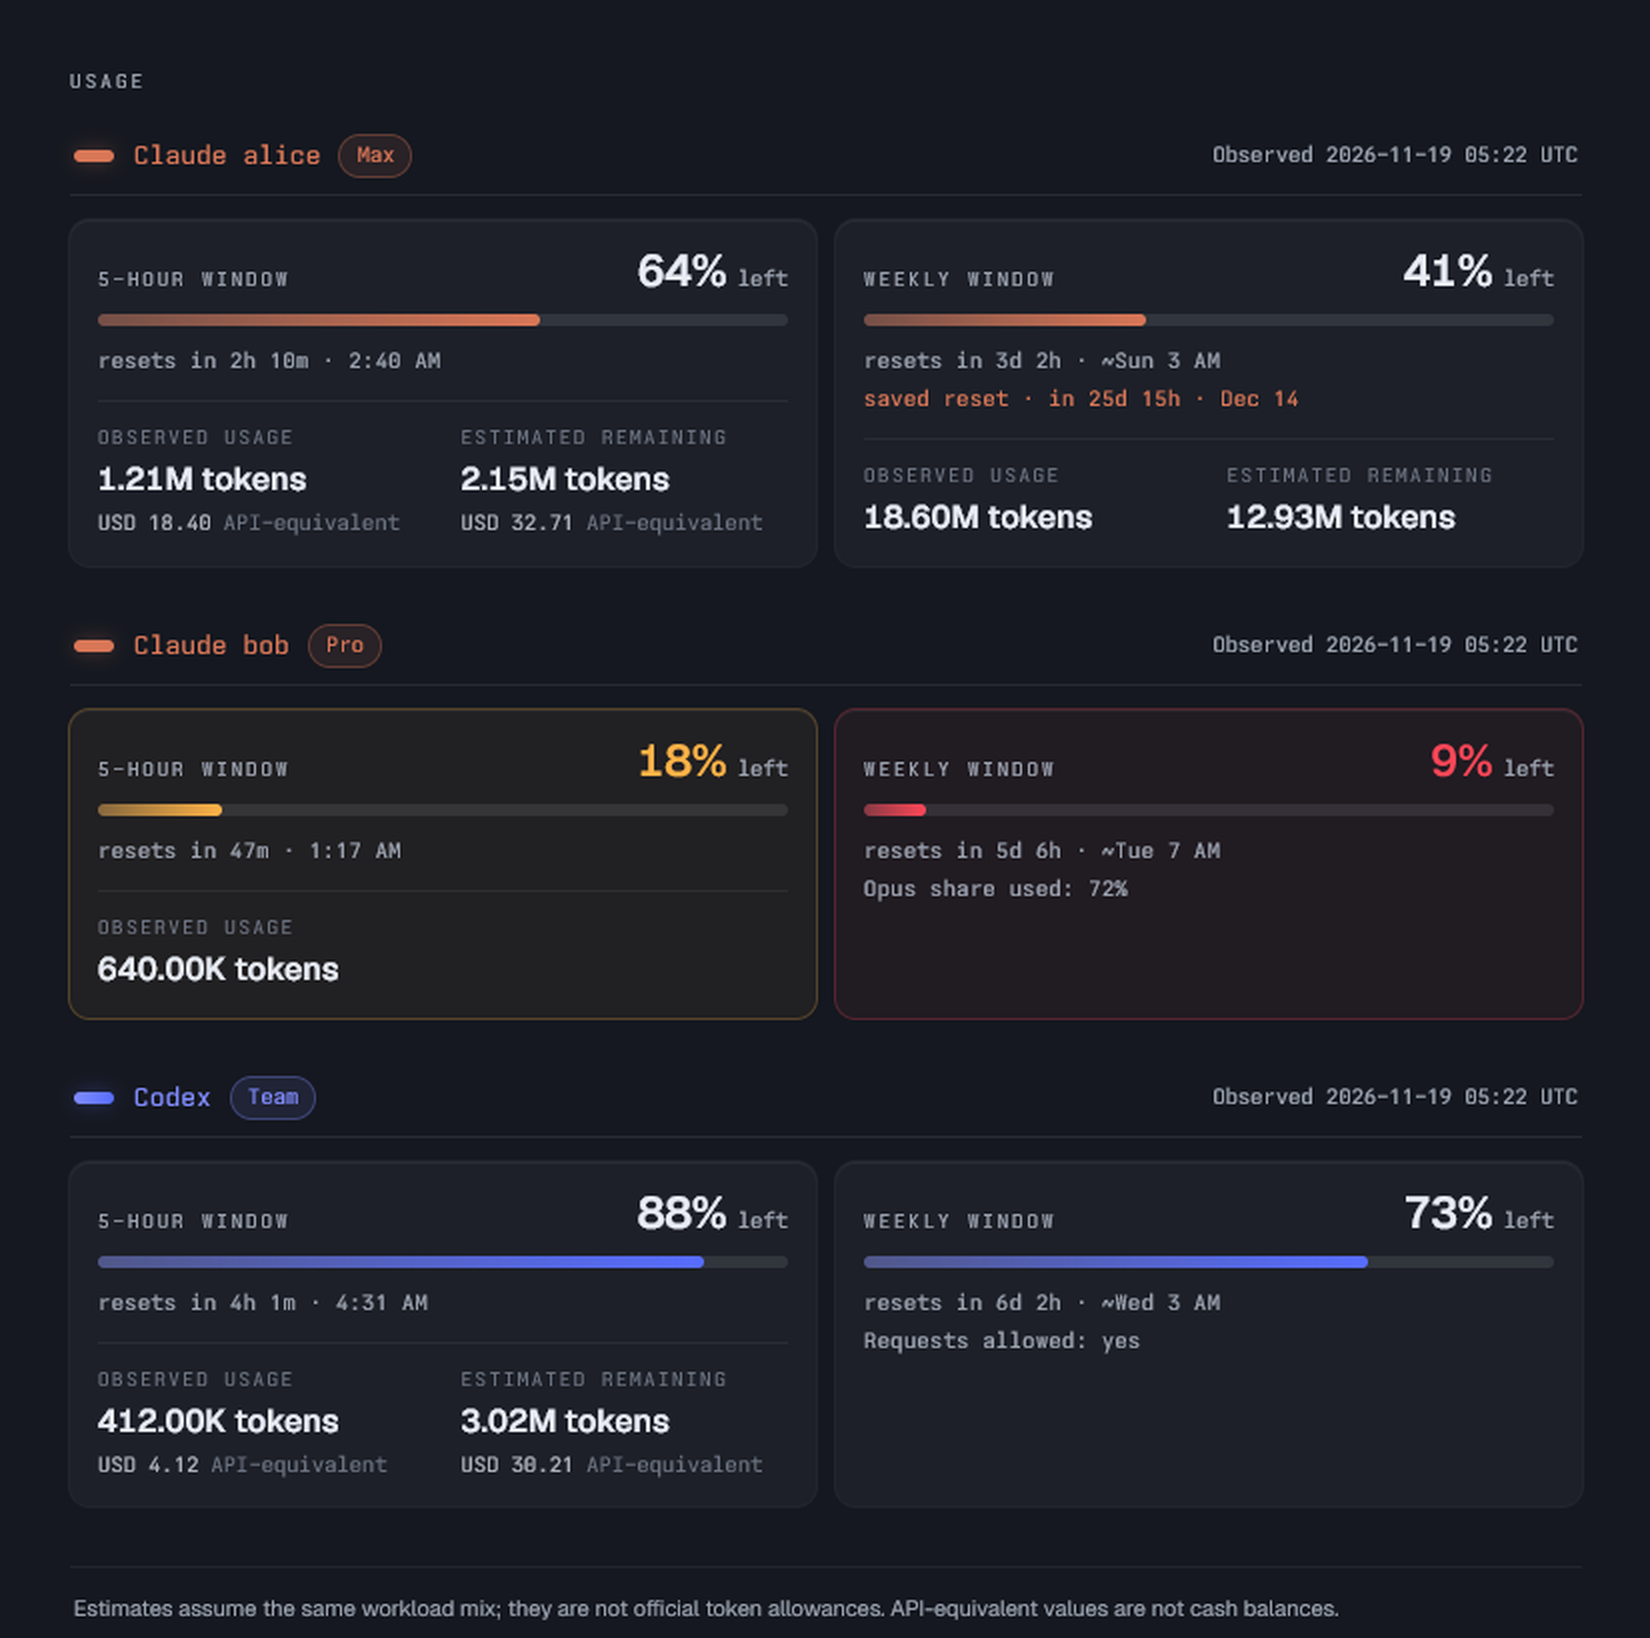 USAGE
Claude alice Max Observed 2026-11-19 05:22 UTC
5-HOUR WINDOW 64% left
resets in 2h 10m · 2:40 AM
OBSERVED USAGE ESTIMATED REMAINING
1.21M tokens 2.15M tokens
USD 18.40 API-equivalent USD 32.71 API-equivalent
WEEKLY WINDOW 41% left
resets in 3d 2h · ~Sun 3 AM
saved reset · in 25d 15h · Dec 14
OBSERVED USAGE ESTIMATED REMAINING
18.60M tokens 12.93M tokens
Claude bob Pro Observed 2026-11-19 05:22 UTC
5-HOUR WINDOW 18% left
resets in 47m · 1:17 AM
OBSERVED USAGE
640.00K tokens
WEEKLY WINDOW 9% left
resets in 5d 6h · ~Tue 7 AM
Opus share used: 72%
Codex Team Observed 2026-11-19 05:22 UTC
5-HOUR WINDOW 88% left
resets in 4h 1m · 4:31 AM
OBSERVED USAGE ESTIMATED REMAINING
412.00K tokens 3.02M tokens
USD 4.12 API-equivalent USD 30.21 API-equivalent
WEEKLY WINDOW 73% left
resets in 6d 2h · ~Wed 3 AM
Requests allowed: yes
Estimates assume the same workload mix; they are not official token allowances. API-equivalent values are not cash balances.